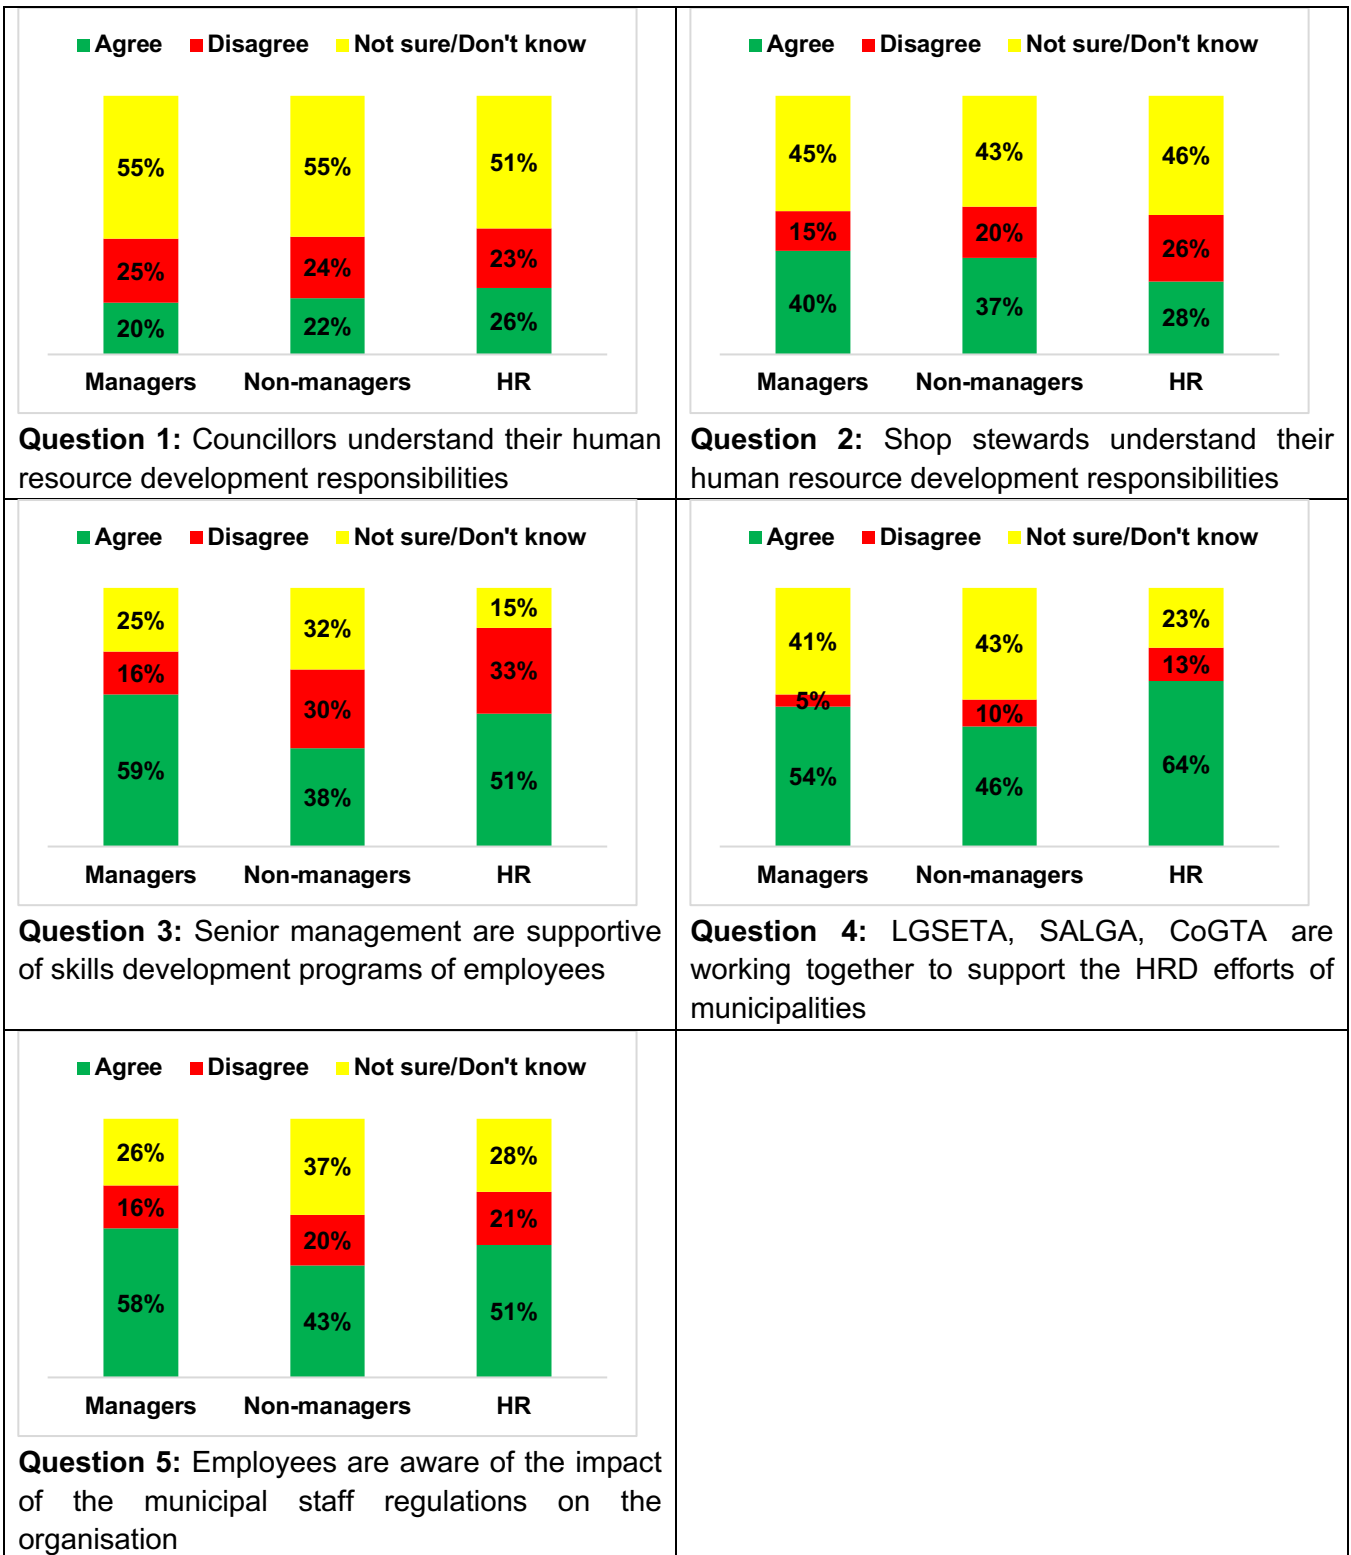 Agree Disagree Not sure/Don't know
55% 55% 51%
25% 24% 23%
20% 22% 26%
Managers Non-managers HR
Question 1: Councillors understand their human
resource development responsibilities
Agree Disagree Not sure/Don't know
45% 43% 46%
15% 20% 26%
40% 37% 28%
Managers Non-managers HR
Question 2: Shop stewards understand their
human resource development responsibilities
Agree Disagree Not sure/Don't know
25% 32% 15%
16% 30% 33%
59% 38% 51%
Managers Non-managers HR
Question 3: Senior management are supportive
of skills development programs of employees
Agree Disagree Not sure/Don't know
41% 43% 23%
5% 10% 13%
54% 46% 64%
Managers Non-managers HR
Question 4: LGSETA, SALGA, CoGTA are
working together to support the HRD efforts of
municipalities
Agree Disagree Not sure/Don't know
26% 37% 28%
16% 20% 21%
58% 43% 51%
Managers Non-managers HR
Question 5: Employees are aware of the impact
of the municipal staff regulations on the
organisation